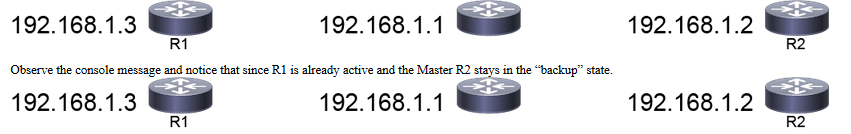 192.168.1.3 192.168.1.1 192.168.1.2
R1 R2
Observe the console message and notice that since R1 is already active and the Master R2 stays in the “backup” state.
192.168.1.3 192.168.1.1 192.168.1.2
R1 R2